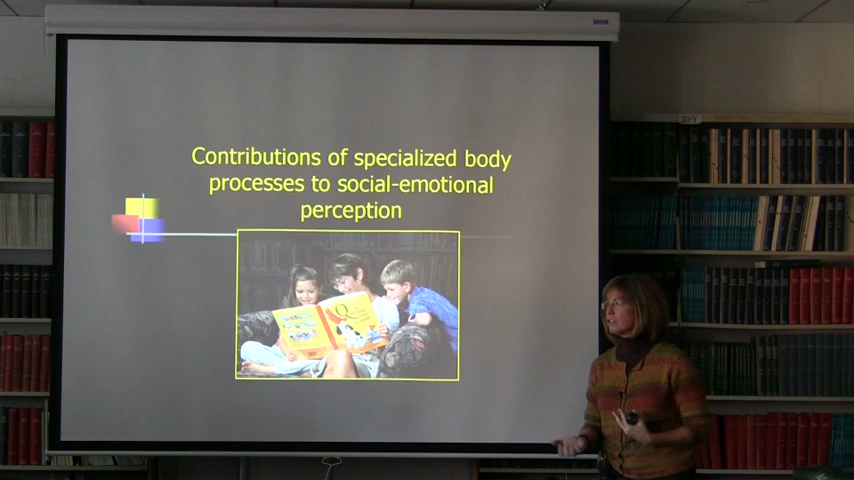 Contributions of specialized body
processes to social-emotional
perception
Q